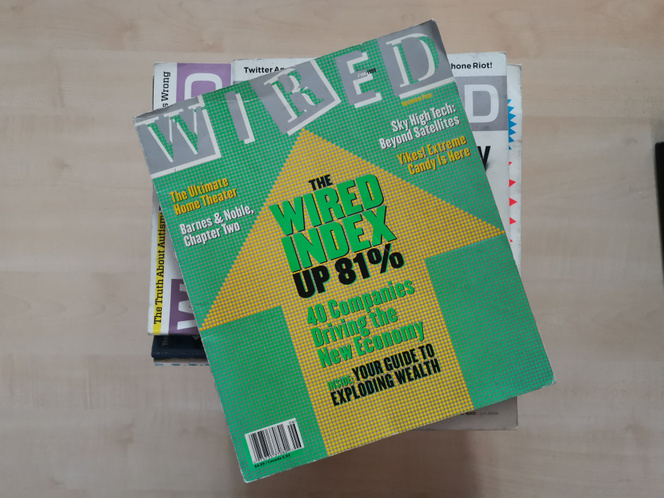 Twitter
phone Riot!
s Wrong
The Truth About Autism
D
WIRED
Sky High Tech:
Beyond Satellites
Yikes! Extreme
Candy Is Here
The Ultimate
Home Theater
Barnes & Noble,
Chapter Two
THE
WIRED
INDEX
UP 81%
40 Companies
Driving the
New Economy
INSIDE: YOUR GUIDE TO
EXPLODING WEALTH